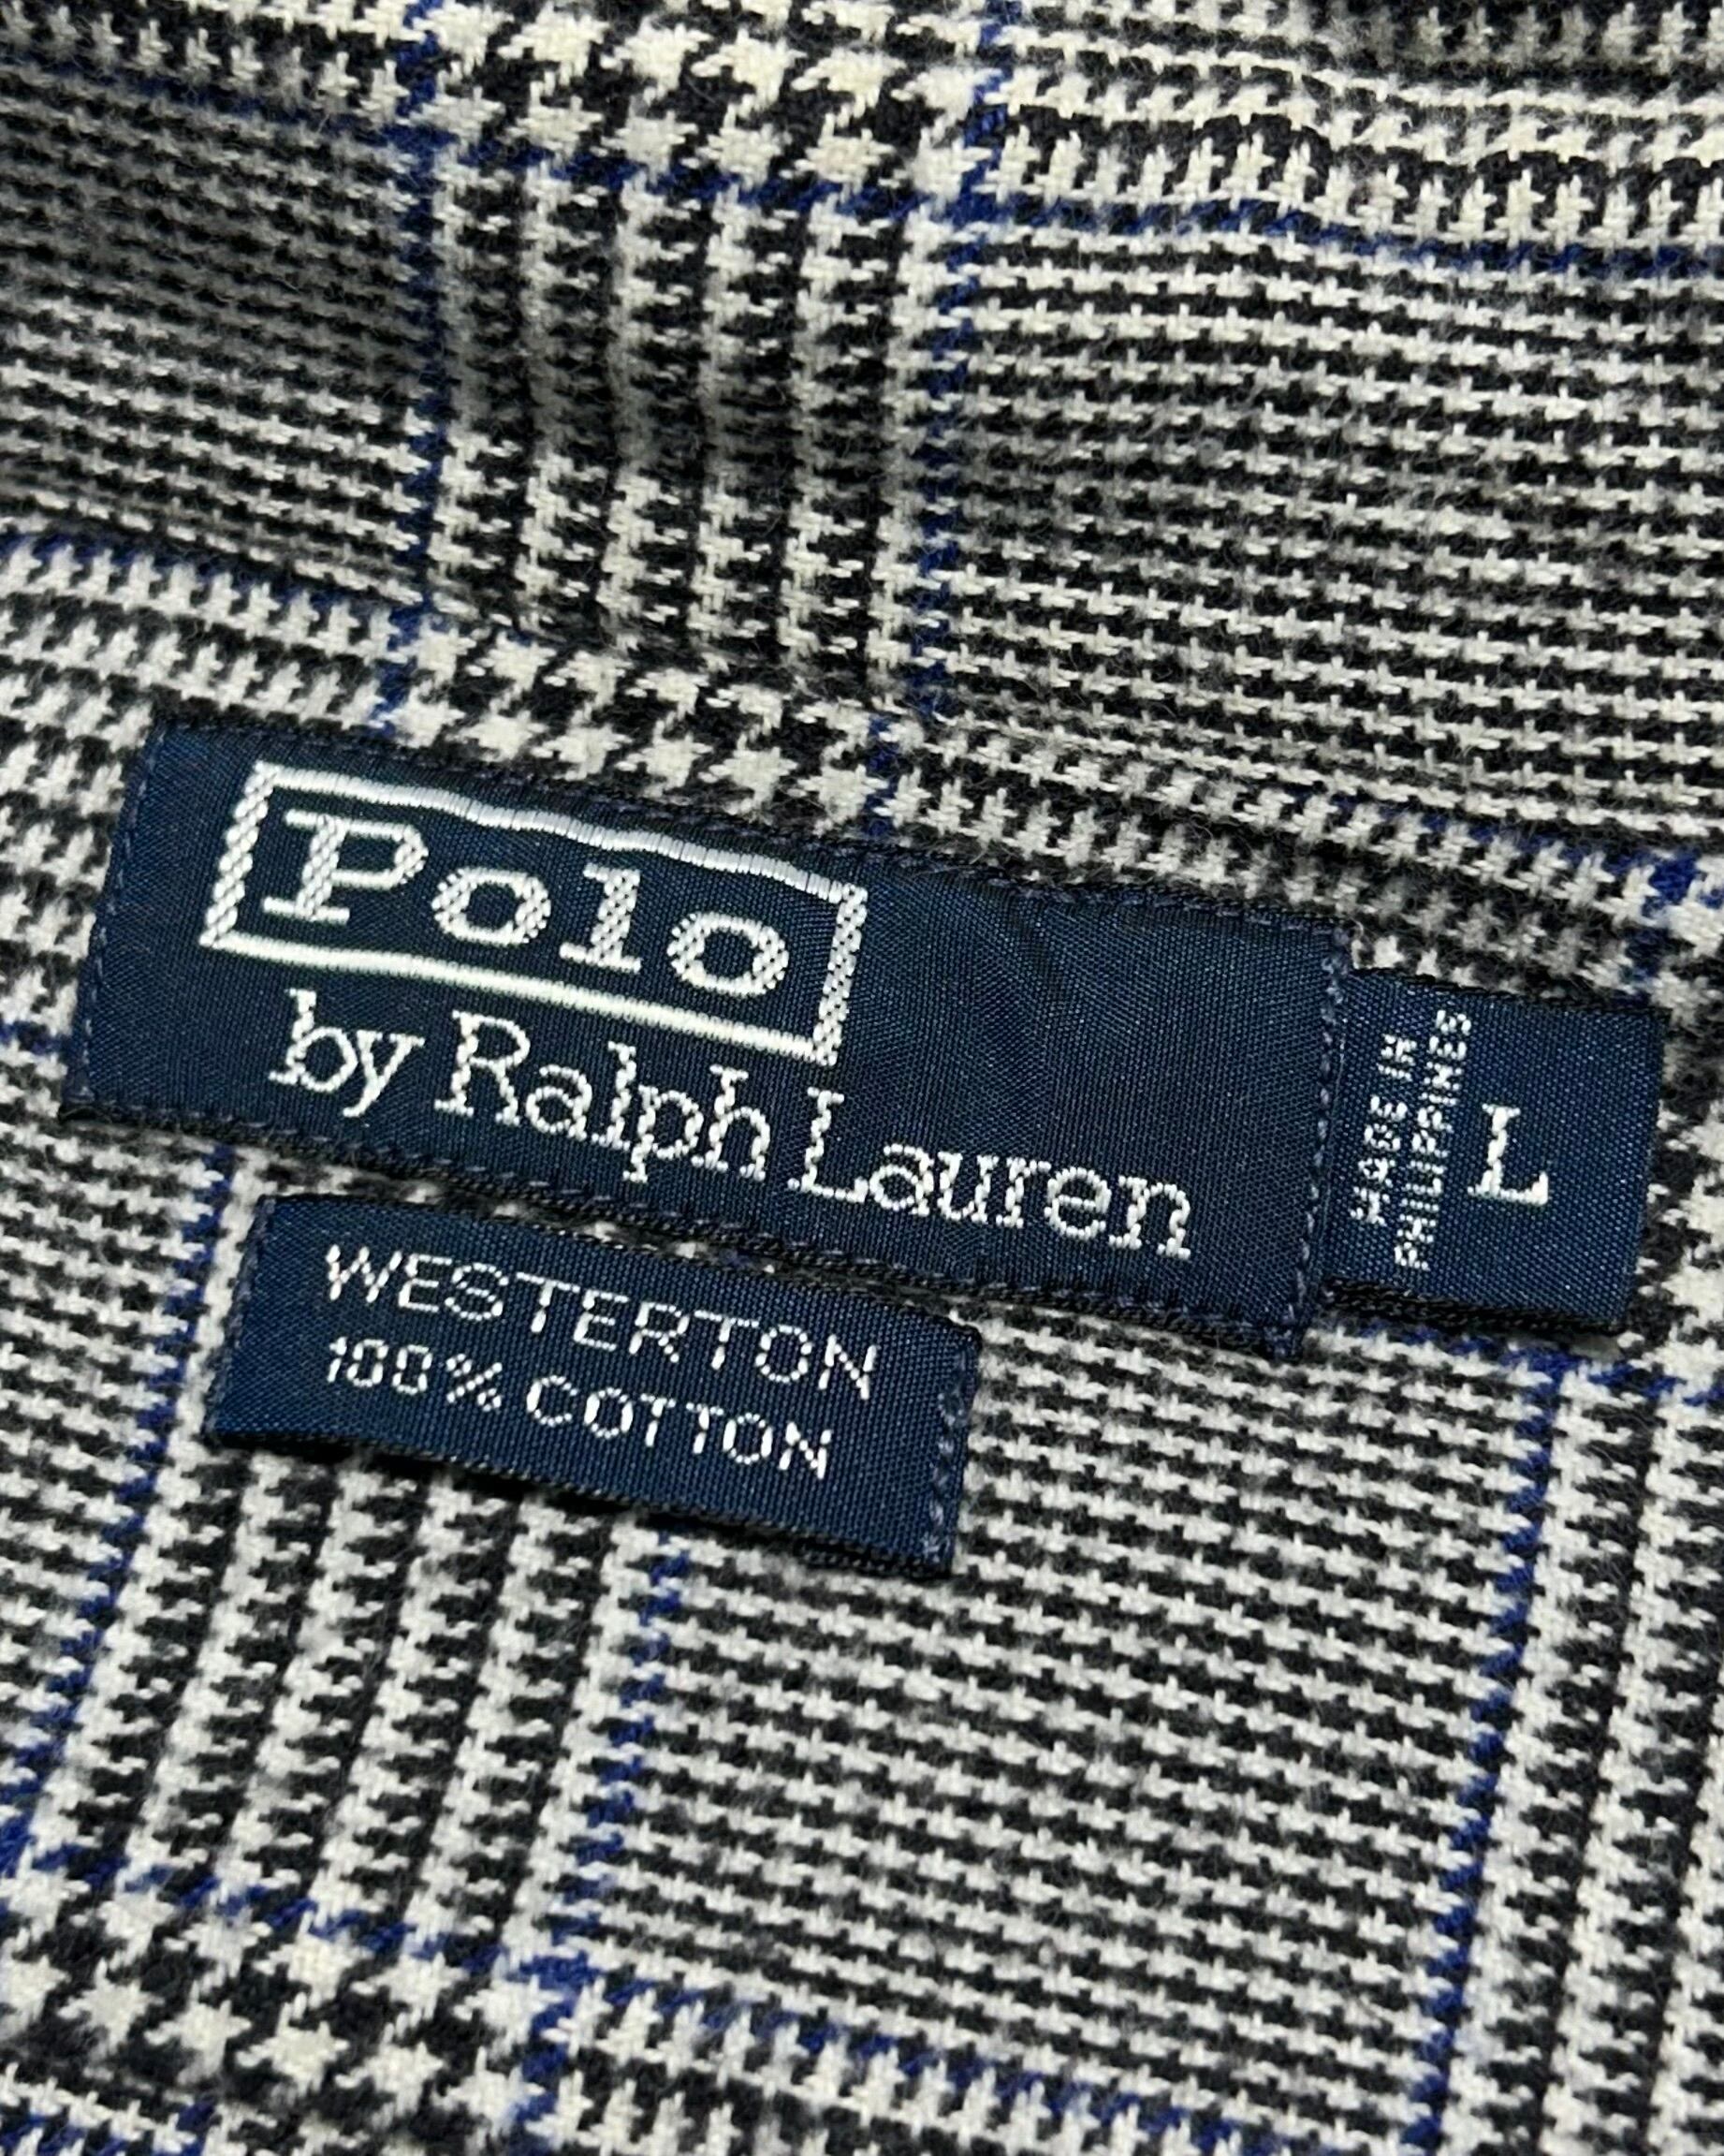 Polo
by Ralph Lauren
MADE IN
PHILIPPINES
L
WESTERTON
100% COTTON